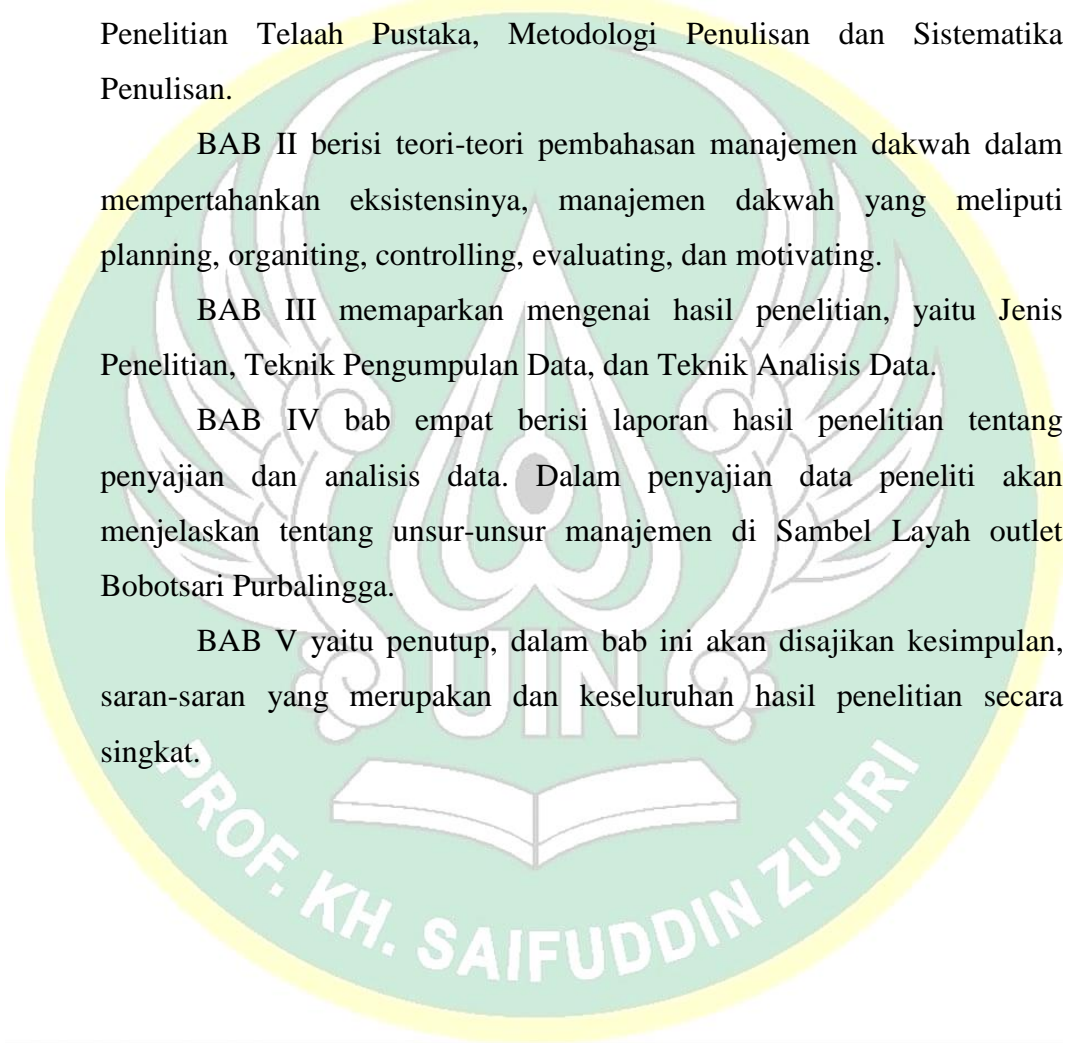 Penelitian Telaah Pustaka, Metodologi Penulisan dan Sistematika
Penulisan.
BAB II berisi teori-teori pembahasan manajemen dakwah dalam
mempertahankan eksistensinya, manajemen dakwah yang meliputi
planning, organiting, controlling, evaluating, dan motivating.
BAB III memaparkan mengenai hasil penelitian, yaitu Jenis
Penelitian, Teknik Pengumpulan Data, dan Teknik Analisis Data.
BAB IV bab empat berisi laporan hasil penelitian tentang
penyajian dan analisis data. Dalam penyajian data peneliti akan
menjelaskan tentang unsur-unsur manajemen di Sambel Layah outlet
Bobotsari Purbalingga.
BAB V yaitu penutup, dalam bab ini akan disajikan kesimpulan,
saran-saran yang merupakan dan keseluruhan hasil penelitian secara
singkat.
UIN
PROF. KH. SAIFUDDIN ZUHRI